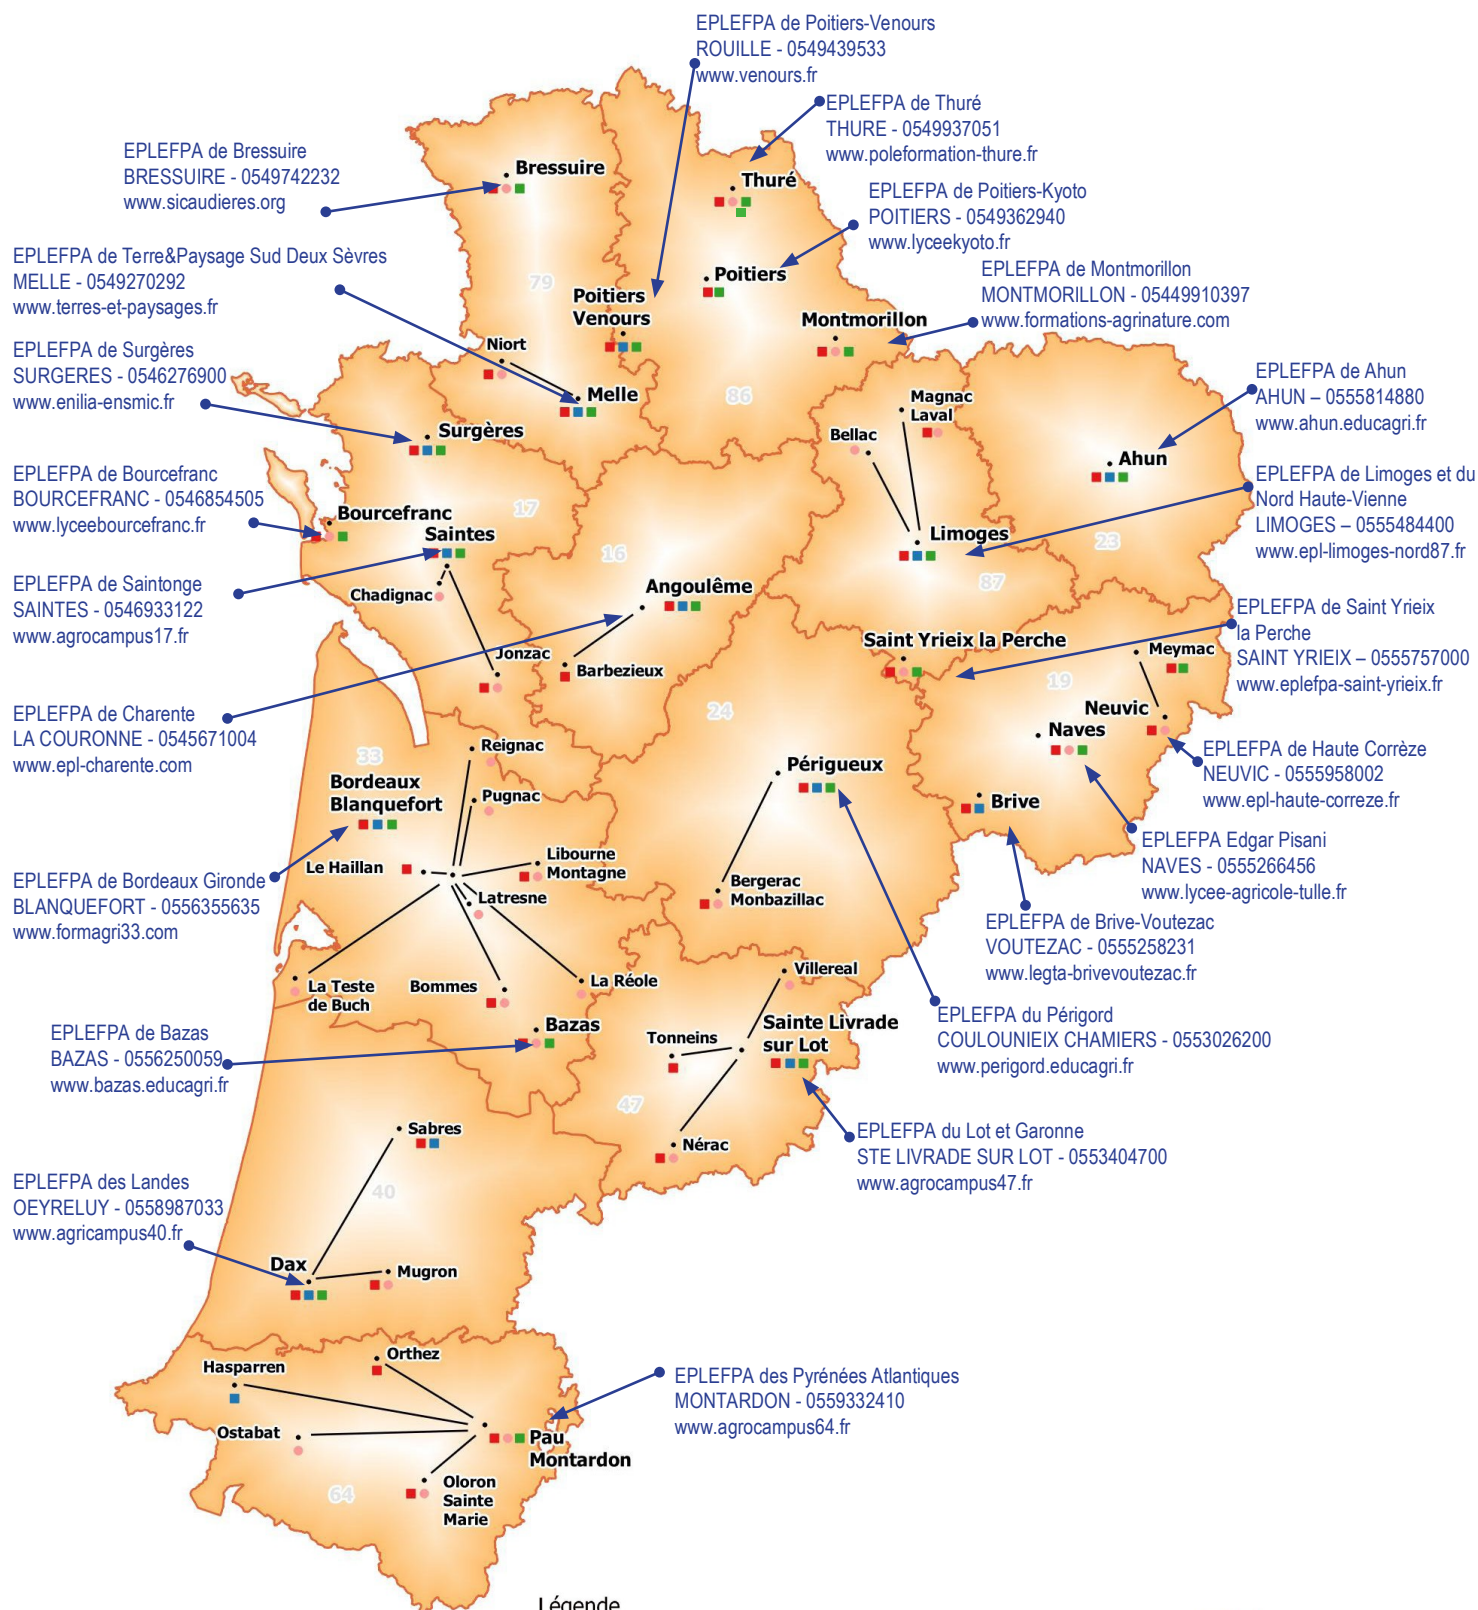 EPLEFPA de Poitiers-Venours
ROUILLE - 0549439533
www.venours.fr
EPLEFPA de Thuré
THURE - 0549937051
www.poleformation-thure.fr
EPLEFPA de Bressuire
BRESSUIRE - 0549742232
www.sicaudieres.org
EPLEFPA de Poitiers-Kyoto
POITIERS - 0549362940
www.lyceekyoto.fr
EPLEFPA de Terre&Paysage Sud Deux Sèvres
MELLE - 0549270292
www.terres-et-paysages.fr
EPLEFPA de Montmorillon
MONTMORILLON - 05449910397
www.formations-agrinature.com
EPLEFPA de Surgères
SURGERES - 0546276900
www.enilia-ensmic.fr
EPLEFPA de Ahun
AHUN – 0555814880
www.ahun.educagri.fr
EPLEFPA de Bourcefranc
BOURCEFRANC - 0546854505
www.lyceebourcefranc.fr
EPLEFPA de Limoges et du
Nord Haute-Vienne
LIMOGES – 0555484400
www.epl-limoges-nord87.fr
EPLEFPA de Saintonge
SAINTES - 0546933122
www.agrocampus17.fr
EPLEFPA de Saint Yrieix
la Perche
SAINT YRIEIX – 0555757000
www.eplefpa-saint-yrieix.fr
EPLEFPA de Charente
LA COURONNE - 0545671004
www.epl-charente.com
EPLEFPA de Haute Corrèze
NEUVIC - 0555958002
www.epl-haute-correze.fr
EPLEFPA Edgar Pisani
NAVES - 0555266456
www.lycee-agricole-tulle.fr
EPLEFPA de Bordeaux Gironde
BLANQUEFORT - 0556355635
www.formagri33.com
EPLEFPA de Brive-Voutezac
VOUTEZAC - 0555258231
www.legta-brivevoutezac.fr
EPLEFPA du Périgord
COULOUNIEIX CHAMIERS - 0553026200
www.perigord.educagri.fr
EPLEFPA de Bazas
BAZAS - 0556250059
www.bazas.educagri.fr
EPLEFPA du Lot et Garonne
STE LIVRADE SUR LOT - 0553404700
www.agrocampus47.fr
EPLEFPA des Landes
OEYRELUY - 0558987033
www.agricampus40.fr
EPLEFPA des Pyrénées Atlantiques
MONTARDON - 0559332410
www.agrocampus64.fr
Bressuire
Thuré
79
Poitiers
Poitiers
Venours
Montmorillon
Niort
Melle
86
Magnac
Laval
Bellac
Surgères
Ahun
Bourcefranc
17
Saintes
16
Limoges
23
87
Chadignac
Angoulême
Jonzac
Barbezieux
Saint Yrieix la Perche
Meymac
19
Neuvic
24
Naves
Reignac
33
Bordeaux
Blanquefort
Pugnac
Périgueux
Brive
Le Haillan
Libourne
Montagne
Latresne
Bergerac
Monbazillac
La Teste
de Buch
Bommes
La Réole
Villereal
Bazas
Sainte Livrade
sur Lot
Tonneins
47
Nérac
Sabres
40
Dax
Mugron
Orthez
Hasparren
Ostabat
Pau
Montardon
Oloron
Sainte
Marie
64
Légende